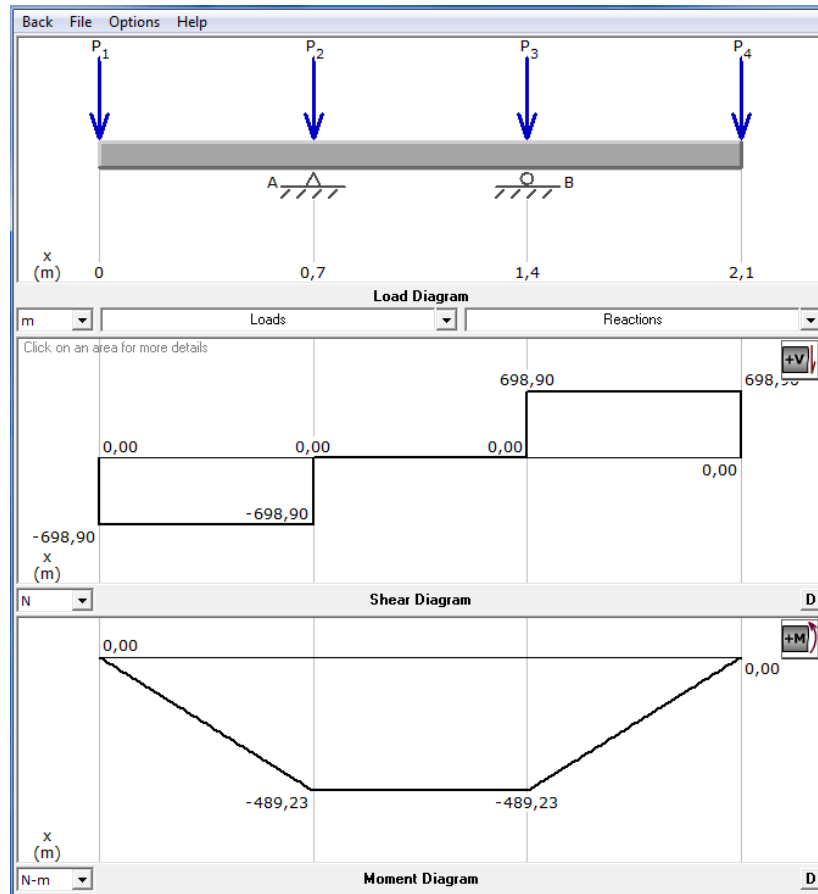 Back File Options Help
P1 P2 P3 P4
A B
x
(m) 0 0,7 1,4 2,1
Load Diagram
m Loads Reactions
Click on an area for more details
+V
698,90 698,90
0,00 0,00 0,00
0,00
-698,90
-698,90
x
(m)
N Shear Diagram D
+M
0,00
0,00
-489,23 -489,23
x
(m)
N-m Moment Diagram D